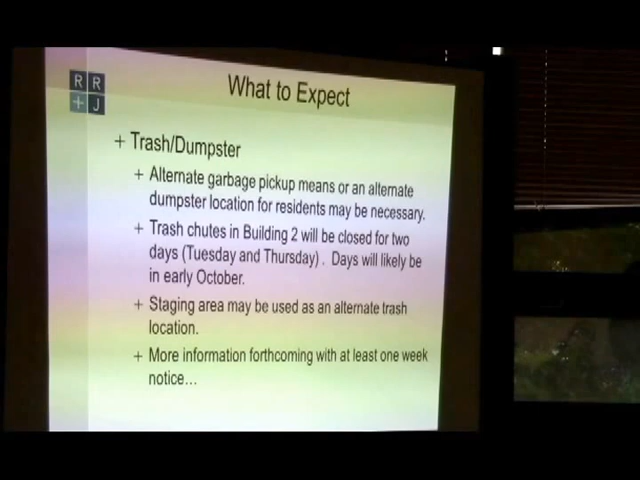 R R
+ J
What to Expect
+ Trash/Dumpster
+ Alternate garbage pickup means or an alternate
dumpster location for residents may be necessary.
+ Trash chutes in Building 2 will be closed for two
days (Tuesday and Thursday) . Days will likely be
in early October.
+ Staging area may be used as an alternate trash
location.
+ More information forthcoming with at least one week
notice...